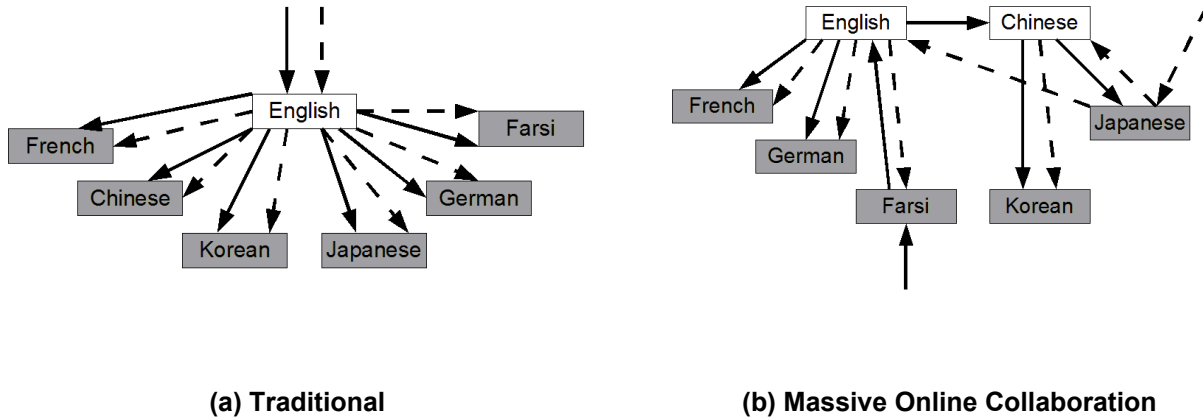 English
French
Farsi
Chinese
German
Korean
Japanese
(a) Traditional
English
Chinese
French
Japanese
German
Farsi
Korean
(b) Massive Online Collaboration